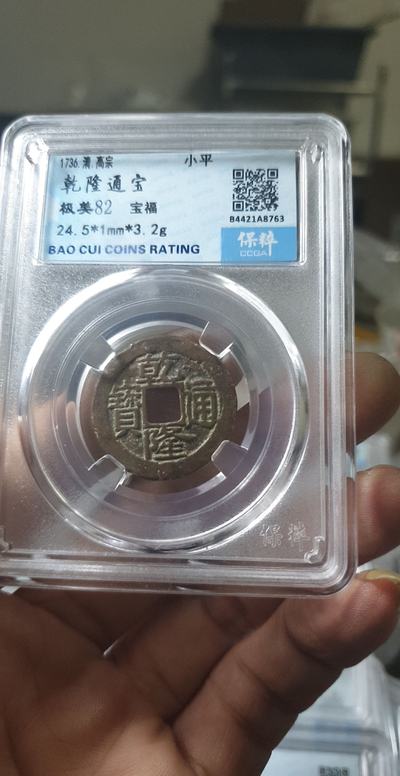 1736 清 高宗 小平
乾隆通宝
极美82 宝福
B4421A8763
24.5*1mm*3.2g
保粹
CCGA
BAO CUI COINS RATING
乾隆通寶
保粹